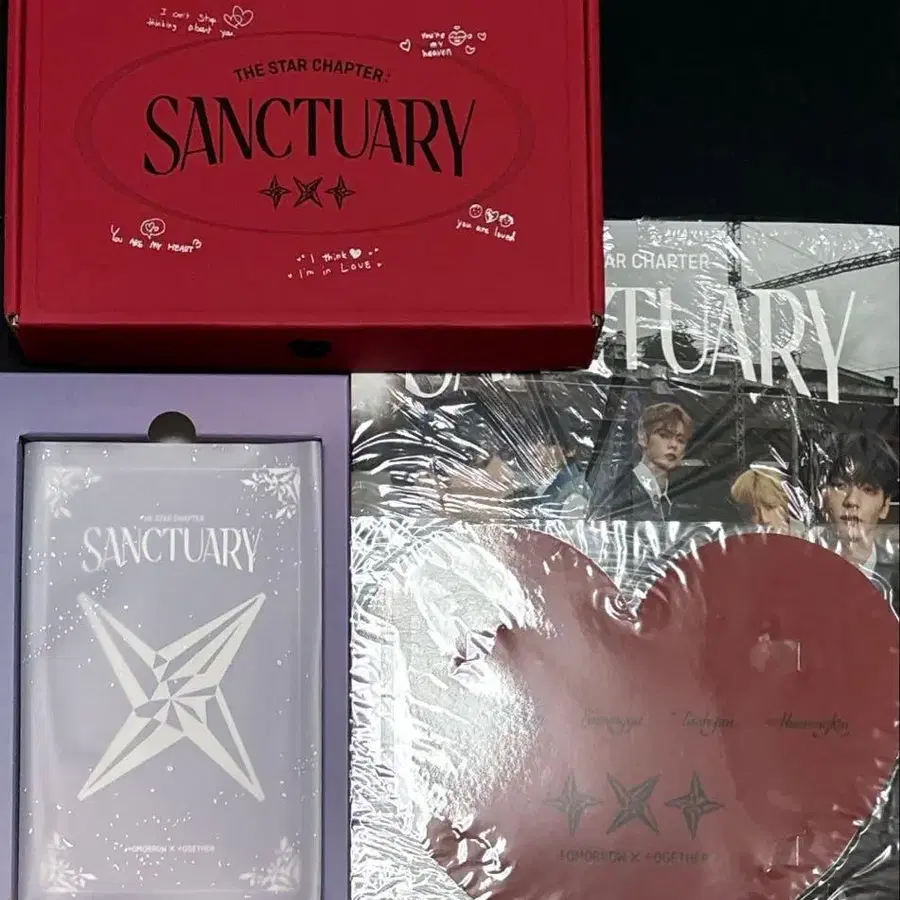 I can't stop
thinking about you
you're
my
heaven
THE STAR CHAPTER:
SANCTUARY
You ARE MY HEART
you are loved
I think
I'm in Love
STAR CHAPTER
SANCTUARY
THE STAR CHAPTER
SANCTUARY
Taehyun
HueningKai
TOMORROW X TOGETHER
TOMORROW X TOGETHER